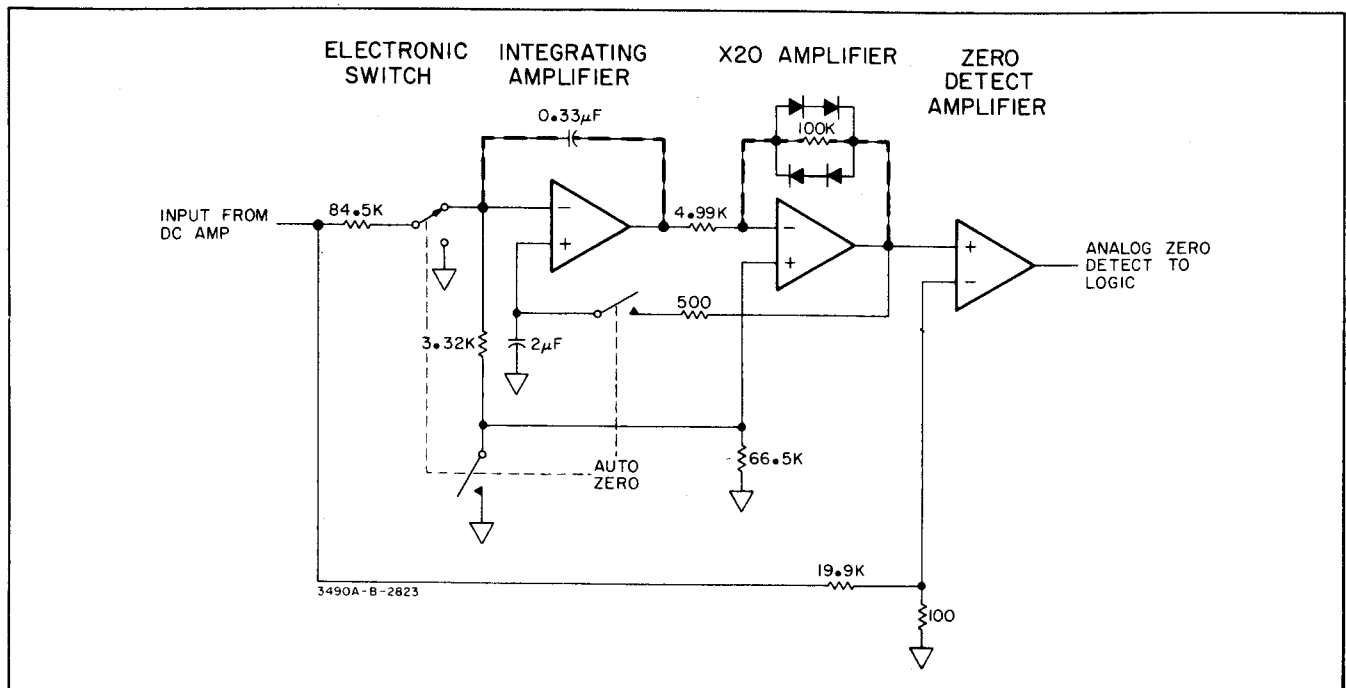 ELECTRONIC
SWITCH
INTEGRATING
AMPLIFIER
X20 AMPLIFIER
ZERO
DETECT
AMPLIFIER
0.33µF
100K
84.5K
INPUT FROM
DC AMP
4.99K
−
+
−
+
+
−
ANALOG ZERO
DETECT TO
LOGIC
500
3.32K
2µF
66.5K
AUTO
ZERO
19.9K
3490A-B-2823
100